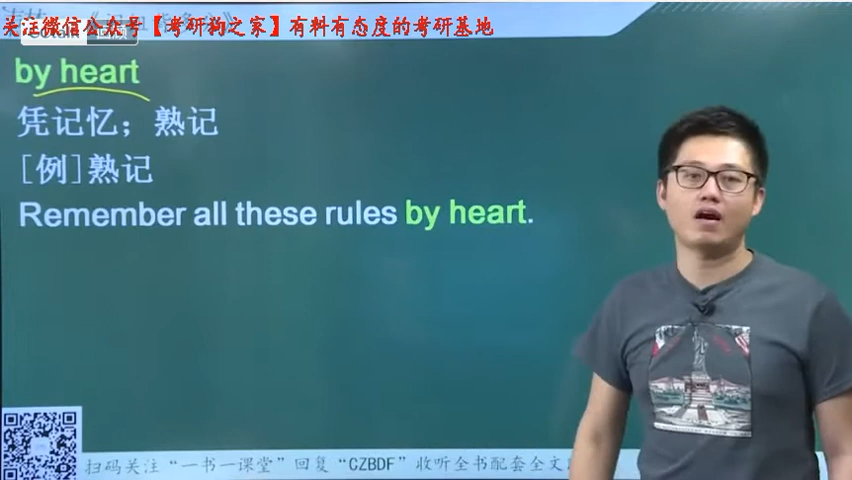 关注微信公众号【考研狗之家】有料有态度的考研基地
by heart
凭记忆；熟记
[例]熟记
Remember all these rules by heart.
扫码关注“一书一课堂”回复“CZBDF”收听全书配套全文